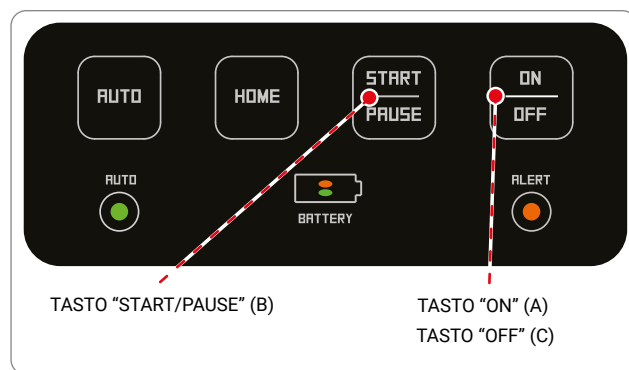 AUTO
HOME
START
PAUSE
ON
OFF
AUTO
BATTERY
ALERT
TASTO “START/PAUSE” (B)
TASTO “ON” (A)
TASTO “OFF” (C)